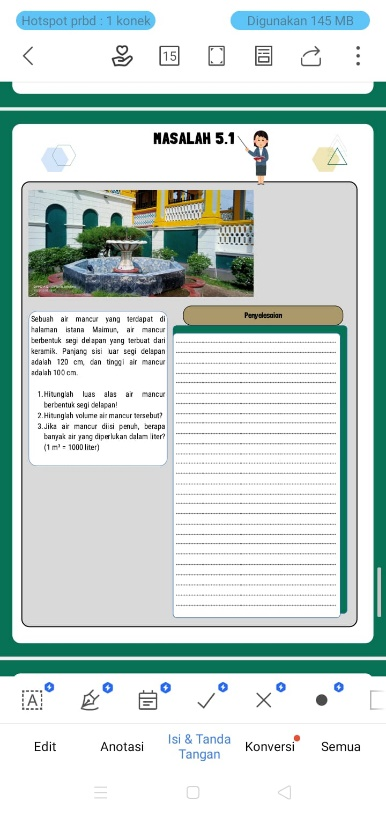 Hotspot prbd : 1 konek
Digunakan 145 MB
15
MASALAH 5.1
Penyelesaian
Sebuah air mancur yang terdapat di
halaman istana Maimun, air mancur
berbentuk segi delapan yang terbuat dari
keramik. Panjang sisi luar segi delapan
adalah 120 cm, dan tinggi air mancur
adalah 100 cm.
1. Hitunglah luas alas air mancur
berbentuk segi delapan!
2. Hitunglah volume air mancur tersebut?
3. Jika air mancur diisi penuh, berapa
banyak air yang diperlukan dalam liter?
(1 m³ = 1000 liter)
A
Edit
Anotasi
Isi & Tanda
Tangan
Konversi
Semua